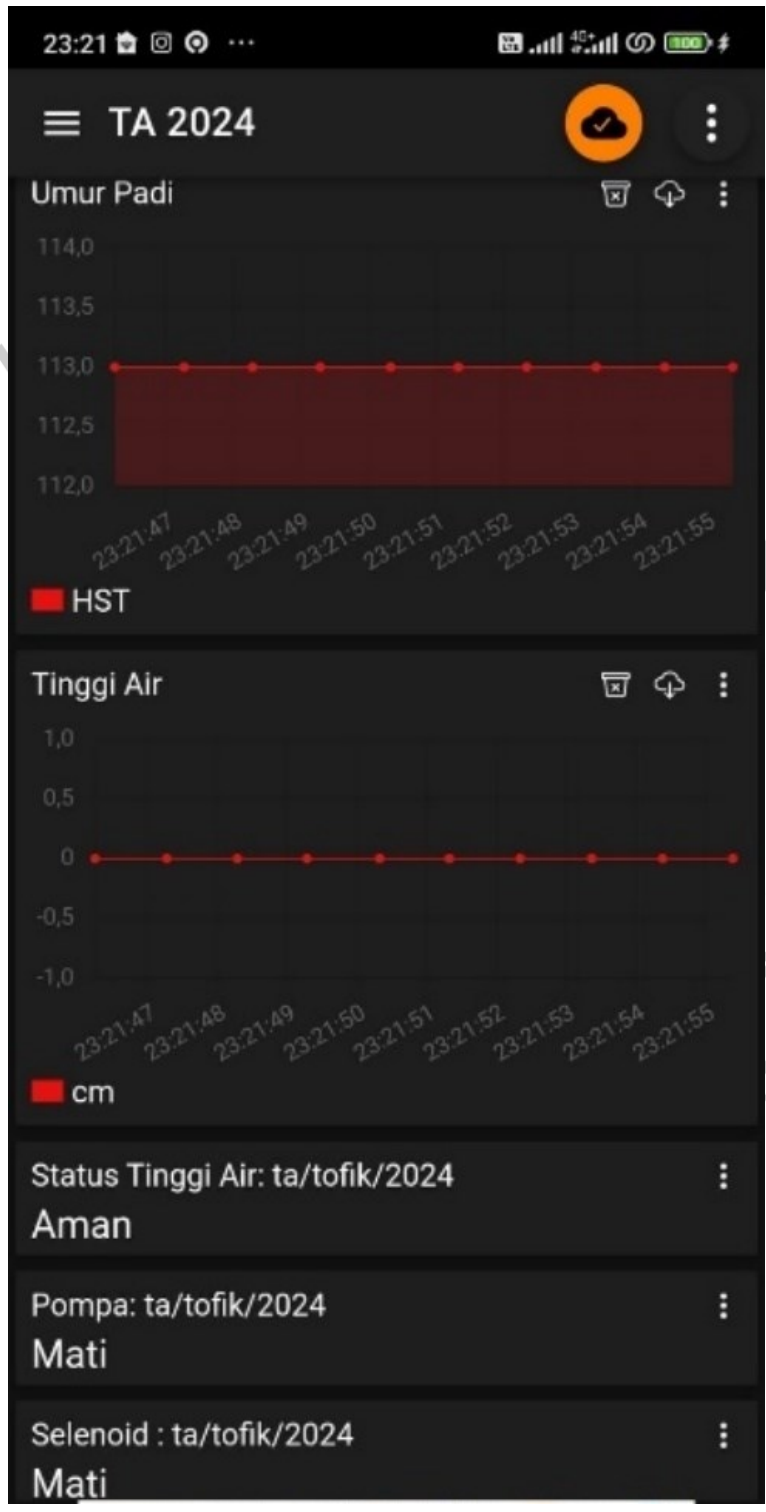 23:21
100
TA 2024
Umur Padi
114,0
113,5
113,0
112,5
112,0
23:21:47 23:21:48 23:21:49 23:21:50 23:21:51 23:21:52 23:21:53 23:21:54 23:21:55
HST
Tinggi Air
1,0
0,5
0
-0,5
-1,0
23:21:47 23:21:48 23:21:49 23:21:50 23:21:51 23:21:52 23:21:53 23:21:54 23:21:55
cm
Status Tinggi Air: ta/tofik/2024
Aman
Pompa: ta/tofik/2024
Mati
Selenoid : ta/tofik/2024
Mati